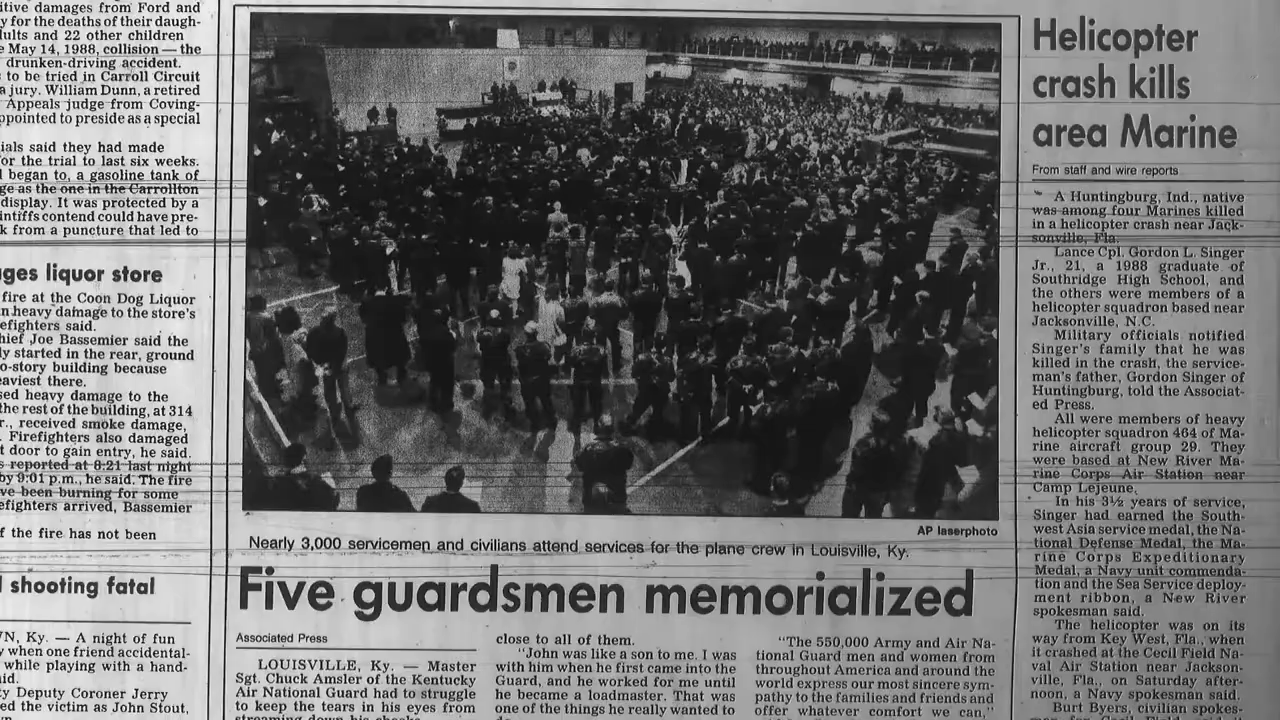 itive damages from Ford and
y for the deaths of their daugh-
dults and 22 other children
e May 14, 1988, collision — the
drunken-driving accident.
to be tried in Carroll Circuit
a jury. William Dunn, a retired
Appeals judge from Coving-
ppointed to preside as a special
ials said they had made
or the trial to last six weeks.
l began to, a gasoline tank of
ge as the one in the Carrollton
display. It was protected by a
intiffs contend could have pre-
k from a puncture that led to
ges liquor store
fire at the Coon Dog Liquor
n heavy damage to the store's
efighters said.
hief Joe Bassemier said the
ly started in the rear, ground
o-story building because
eaviest there.
sed heavy damage to the
the rest of the building, at 314
r., received smoke damage,
. Firefighters also damaged
t door to gain entry, he said.
s reported at 8:21 last night
by 9:01 p.m., he said. The fire
ve been burning for some
efighters arrived, Bassemier
f the fire has not been
l shooting fatal
N, Ky. — A night of fun
y when one friend accidental-
while playing with a hand-
aid.
ty Deputy Coroner Jerry
ed the victim as John Stout,
AP laserphoto
Nearly 3,000 servicemen and civilians attend services for the plane crew in Louisville, Ky.
Five guardsmen memorialized
Associated Press
LOUISVILLE, Ky. — Master
Sgt. Chuck Amsler of the Kentucky
Air National Guard had to struggle
to keep the tears in his eyes from
streaming down his cheeks
close to all of them.
"John was like a son to me. I was
with him when he first came into the
Guard, and he worked for me until
he became a loadmaster. That was
one of the things he really wanted to
"The 550,000 Army and Air Na-
tional Guard men and women from
throughout America and around the
world express our most sincere sym-
pathy to the families and friends and
offer whatever comfort we can,"
Helicopter
crash kills
area Marine
From staff and wire reports
A Huntingburg, Ind., native
was among four Marines killed
in a helicopter crash near Jack-
sonville, Fla.
Lance Cpl. Gordon L. Singer
Jr., 21, a 1988 graduate of
Southridge High School, and
the others were members of a
helicopter squadron based near
Jacksonville, N.C.
Military officials notified
Singer's family that he was
killed in the crash, the service-
man's father, Gordon Singer of
Huntingburg, told the Associat-
ed Press.
All were members of heavy
helicopter squadron 464 of Ma-
rine aircraft group 29. They
were based at New River Ma-
rine Corps Air Station near
Camp Lejeune.
In his 3½ years of service,
Singer had earned the South-
west Asia service medal, the Na-
tional Defense Medal, the Ma-
rine Corps Expeditionary
Medal, a Navy unit commenda-
tion and the Sea Service deploy-
ment ribbon, a New River
spokesman said.
The helicopter was on its
way from Key West, Fla., when
it crashed at the Cecil Field Na-
val Air Station near Jackson-
ville, Fla., on Saturday after-
noon, a Navy spokesman said.
Burt Byers, civilian spokes-